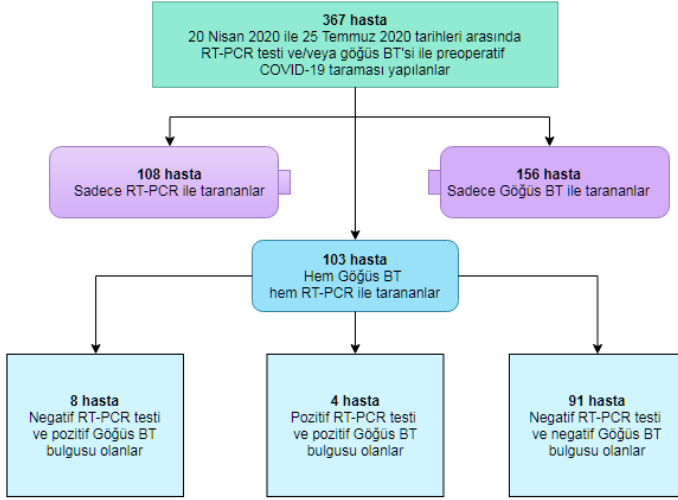 367 hasta
20 Nisan 2020 ile 25 Temmuz 2020 tarihleri arasında
RT-PCR testi ve/veya göğüs BT'si ile preoperatif
COVID-19 taraması yapılanlar
108 hasta
Sadece RT-PCR ile tarananlar
156 hasta
Sadece Göğüs BT ile tarananlar
103 hasta
Hem Göğüs BT
hem RT-PCR ile tarananlar
8 hasta
Negatif RT-PCR testi
ve pozitif Göğüs BT
bulgusu olanlar
4 hasta
Pozitif RT-PCR testi
ve pozitif Göğüs BT
bulgusu olanlar
91 hasta
Negatif RT-PCR testi
ve negatif Göğüs BT
bulgusu olanlar